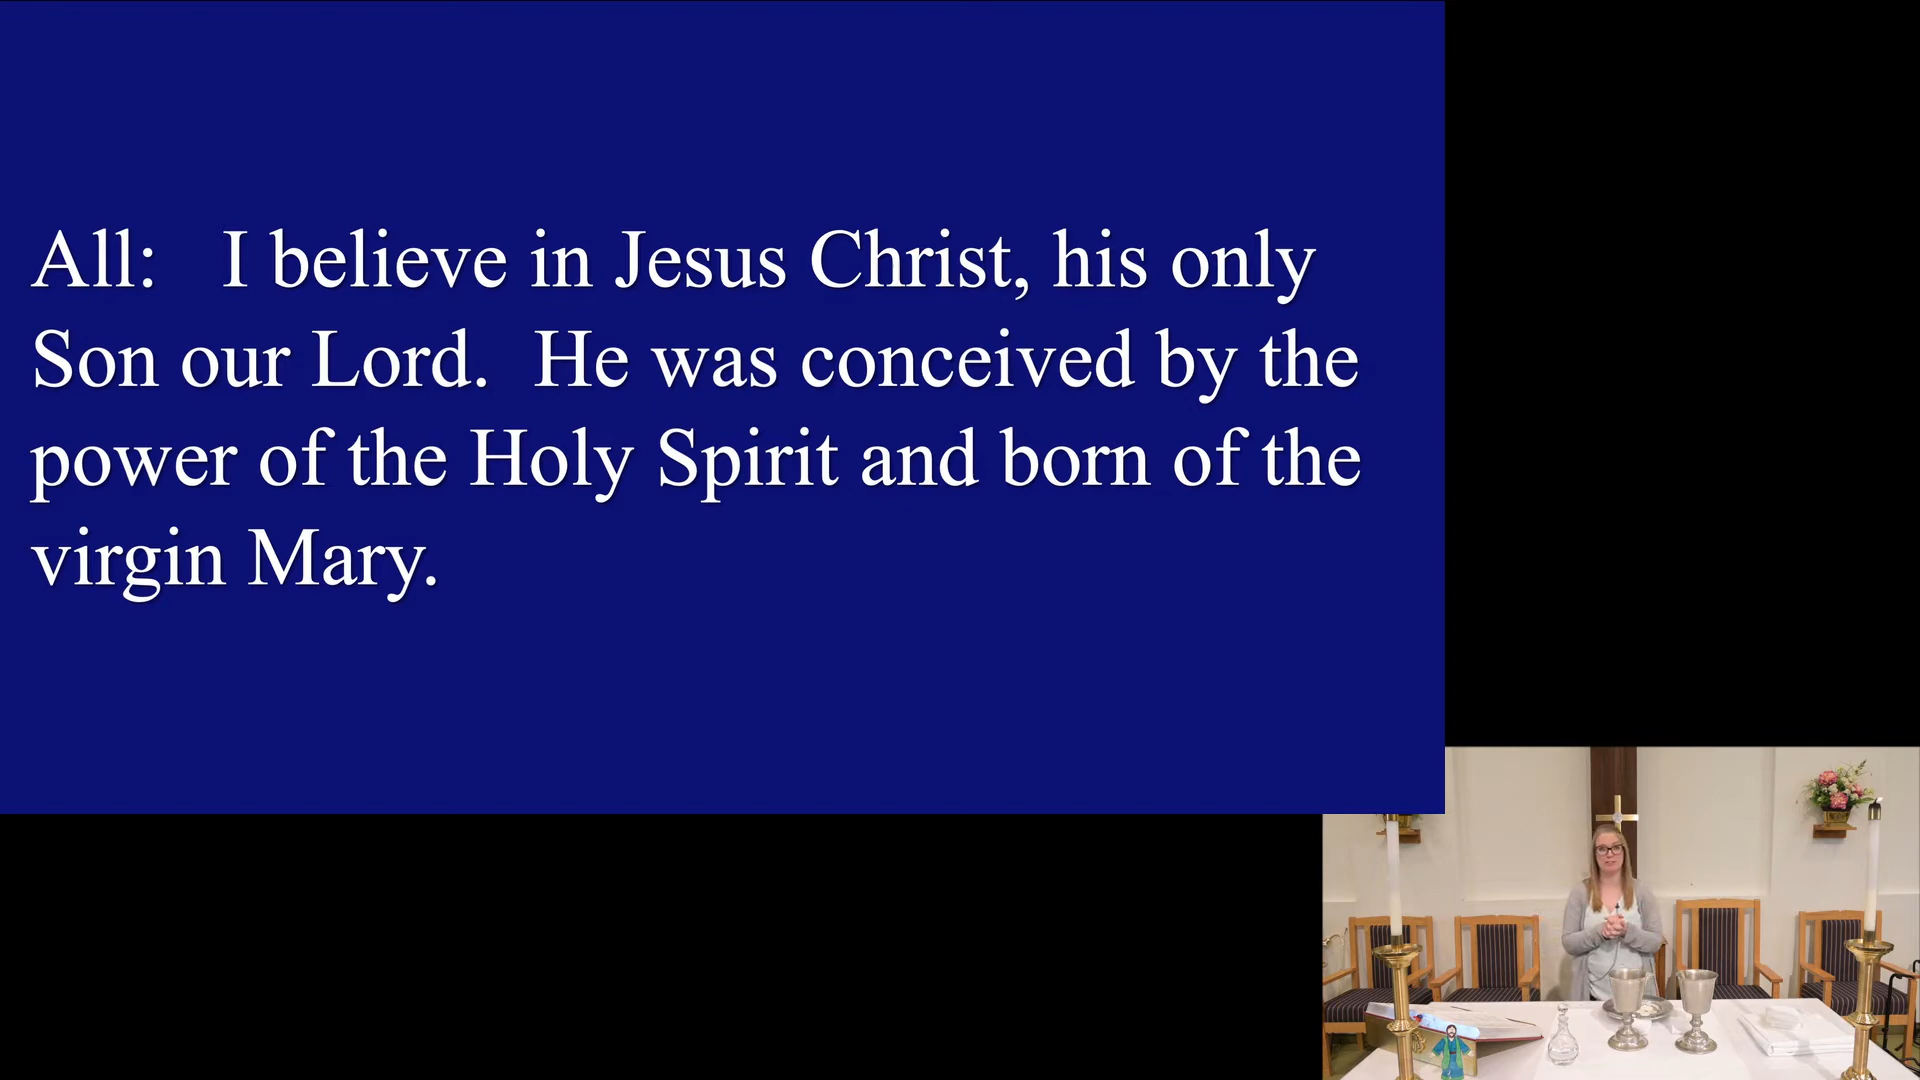 All: I believe in Jesus Christ, his only
Son our Lord. He was conceived by the
power of the Holy Spirit and born of the
virgin Mary.